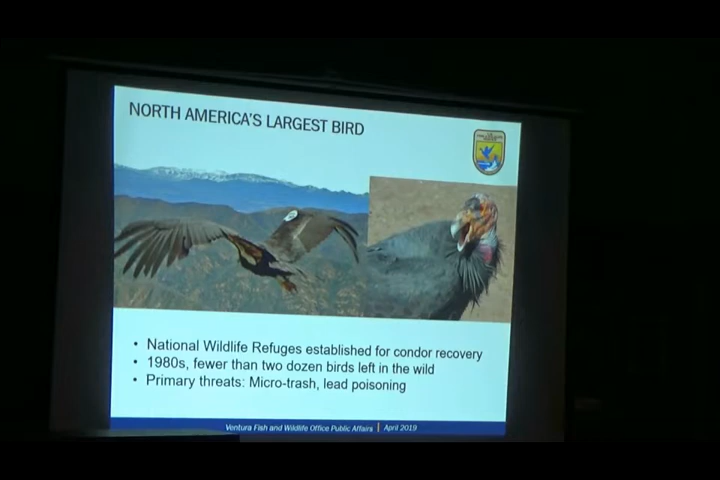 NORTH AMERICA'S LARGEST BIRD
• National Wildlife Refuges established for condor recovery
• 1980s, fewer than two dozen birds left in the wild
• Primary threats: Micro-trash, lead poisoning
Ventura Fish and Wildlife Office Public Affairs | April 2019